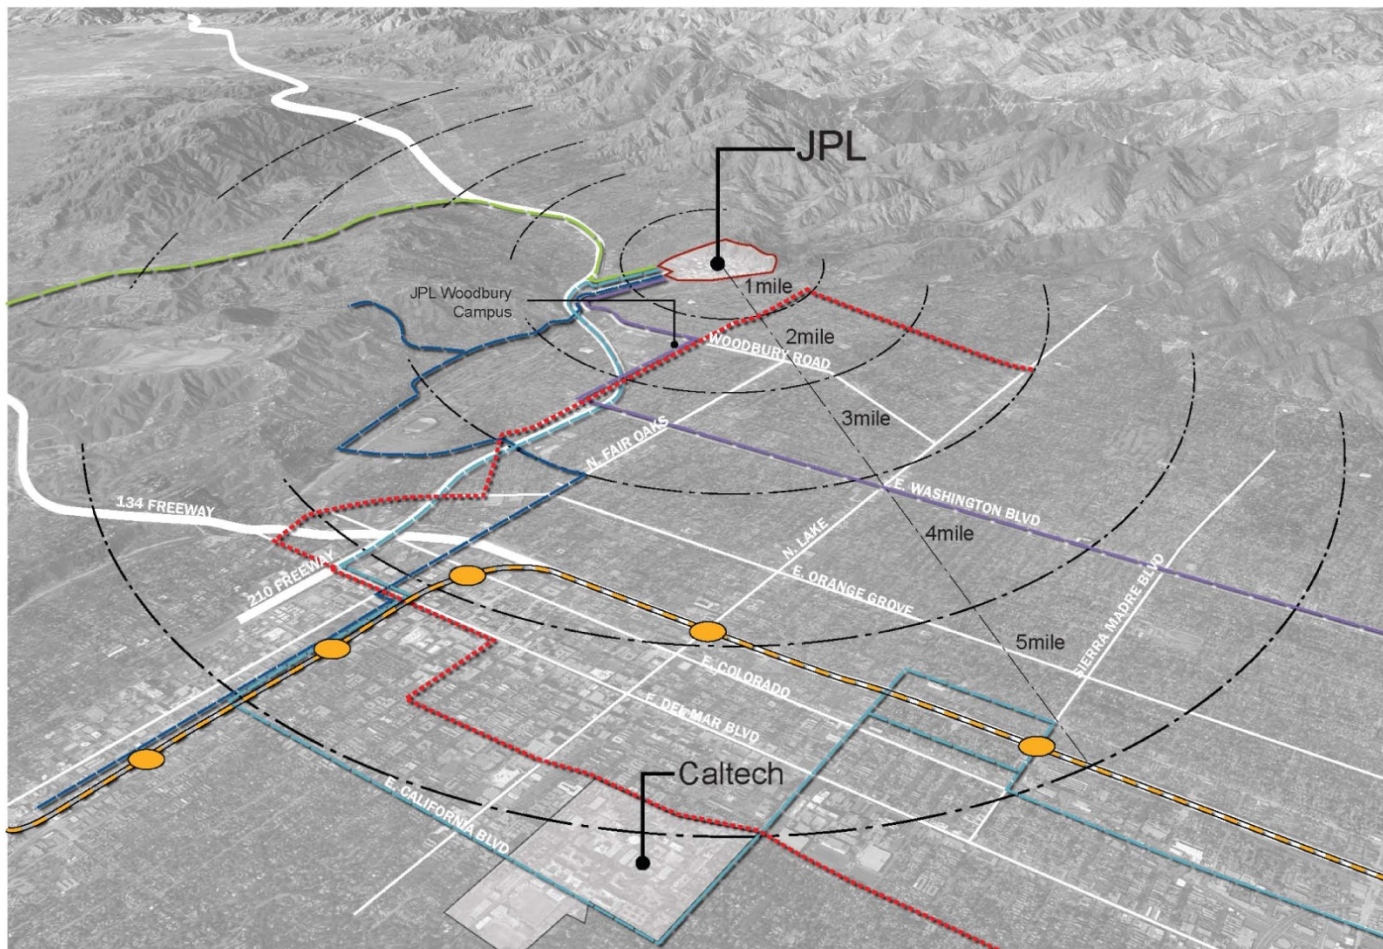 JPL
1mile
JPL Woodbury
Campus
2mile
WOODBURY ROAD
3mile
N. FAIR OAKS
E. WASHINGTON BLVD
134 FREEWAY
N. LAKE
4mile
E. ORANGE GROVE
210 FREEWAY
SIERRA MADRE BLVD
5mile
E. COLORADO
E. DEL MAR BLVD
Caltech
E. CALIFORNIA BLVD